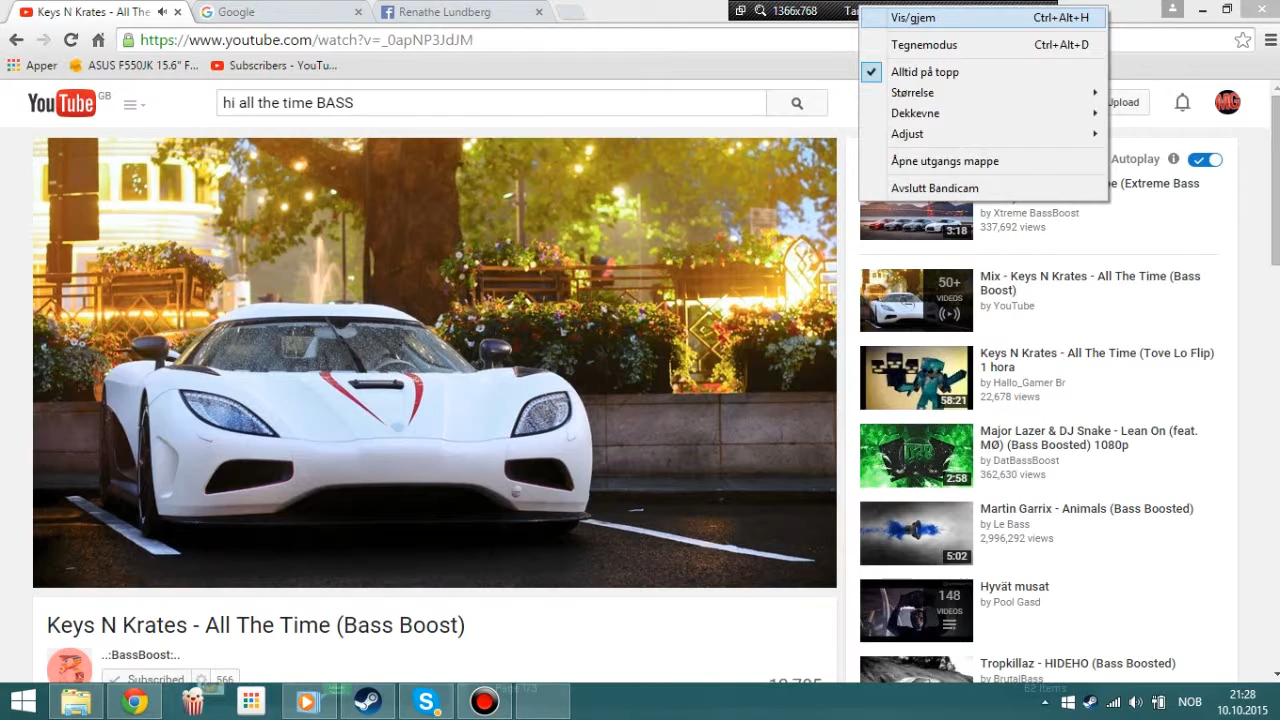 Keys N Krates - All The
Google
Renathe Lundberg
1366x768
https://www.youtube.com/watch?v=_0apNP3rdJM
Apper
ASUS F550JK 15.6" F...
Subscribers - YouTu...
Vis/gjem Ctrl+Alt+H
Tegnemodus Ctrl+Alt+D
Alltid på topp
Størrelse
Dekkevne
Adjust
Åpne utgangs mappe
Avslutt Bandicam
YouTube GB
hi all the time BASS
Upload
MG
Autoplay
(Extreme Bass
by Xtreme BassBoost
337,692 views
3:18
Mix - Keys N Krates - All The Time (Bass
Boost)
by YouTube
50+
VIDEOS
Keys N Krates - All The Time (Tove Lo Flip)
1 hora
by Hallo_Gamer Br
22,678 views
58:21
Major Lazer & DJ Snake - Lean On (feat.
MØ) (Bass Boosted) 1080p
by DatBassBoost
362,630 views
2:58
Martin Garrix - Animals (Bass Boosted)
by Le Bass
2,996,292 views
5:02
Hyvät musat
by Pool Gasd
148
VIDEOS
Tropkillaz - HIDEHO (Bass Boosted)
by BrutalBass
Keys N Krates - All The Time (Bass Boost)
..:BassBoost:..
Subscribed
62 items
NOB
21:28
10.10.2015